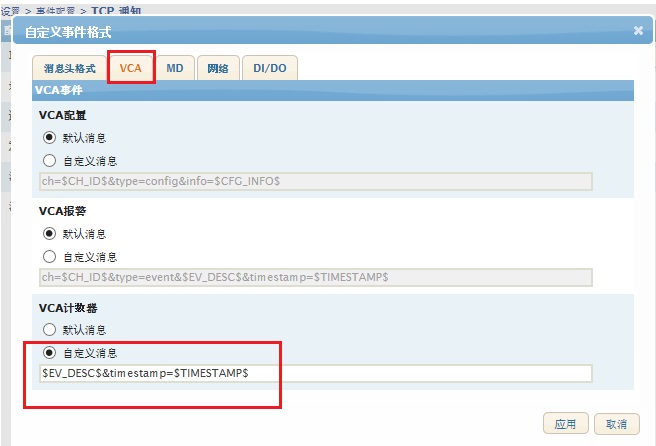 设置 > 事件配置 > TCP 通知
自定义事件格式
消息头格式 VCA MD 网络 DI/DO
VCA事件
VCA配置
默认消息
自定义消息
ch=$CH_ID$&type=config&info=$CFG_INFO$
VCA报警
默认消息
自定义消息
ch=$CH_ID$&type=event&$EV_DESC$&timestamp=$TIMESTAMP$
VCA计数器
默认消息
自定义消息
$EV_DESC$&timestamp=$TIMESTAMP$
应用 取消